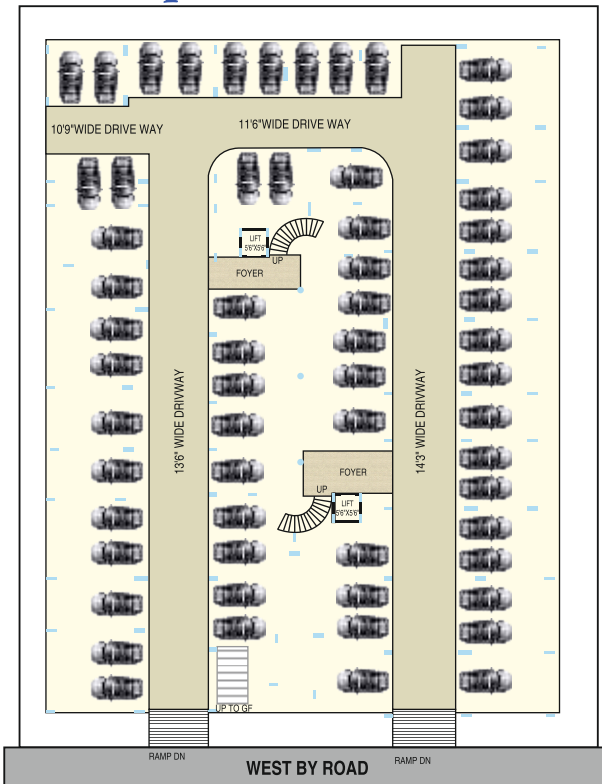 10'9"WIDE DRIVE WAY
11'6"WIDE DRIVE WAY
LIFT
5'6"X5'6"
UP
FOYER
13'6" WIDE DRIVWAY
14'3" WIDE DRIVWAY
FOYER
UP
LIFT
5'6"X5'6"
UP TO GF
RAMP DN
RAMP DN
WEST BY ROAD